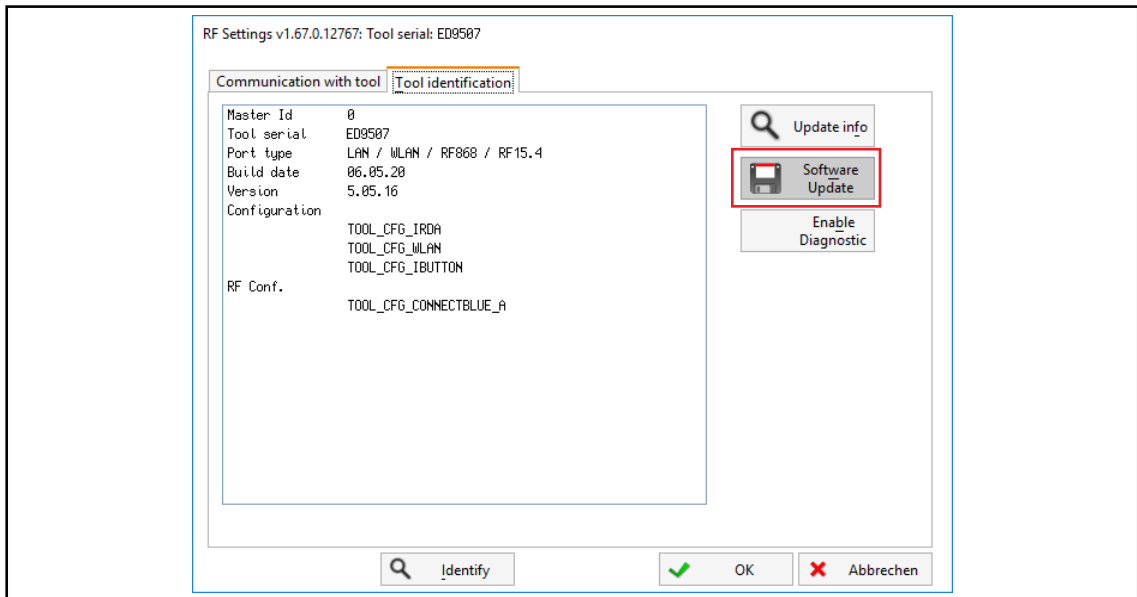 RF Settings v1.67.0.12767: Tool serial: ED9507
Communication with tool Tool identification
Master Id 0
Tool serial ED9507
Port type LAN / WLAN / RF868 / RF15.4
Build date 06.05.20
Version 5.05.16
Configuration
TOOL_CFG_IRDA
TOOL_CFG_WLAN
TOOL_CFG_IBUTTON
RF Conf.
TOOL_CFG_CONNECTBLUE_A
Update info
Software
Update
Enable
Diagnostic
Identify OK Abbrechen